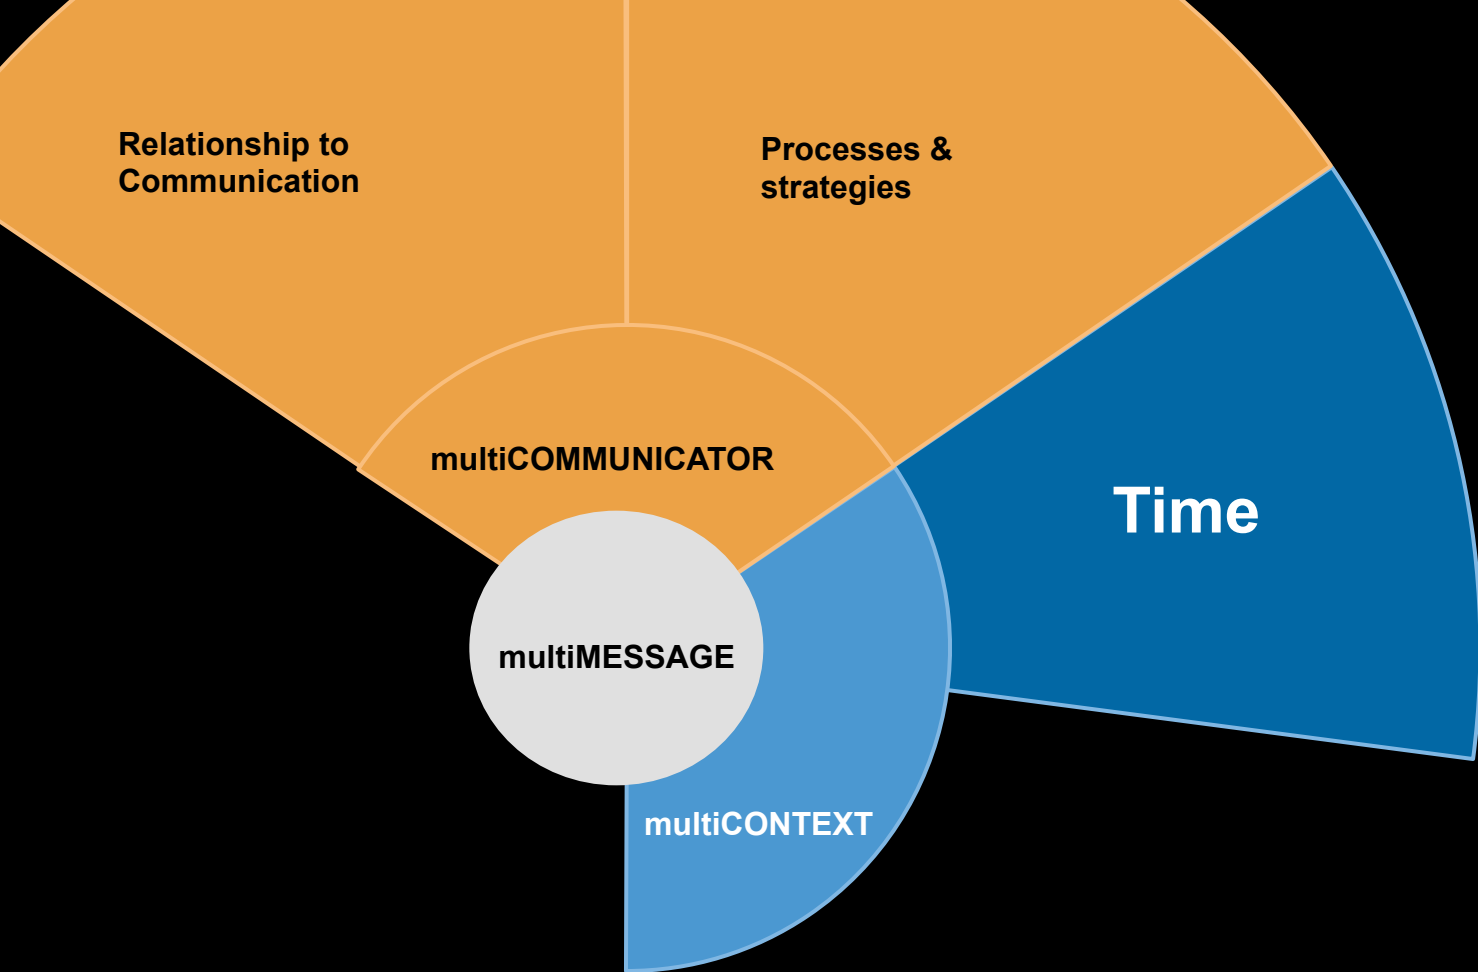 Relationship to
Communication
Processes &
strategies
multiCOMMUNICATOR
Time
multiMESSAGE
multiCONTEXT